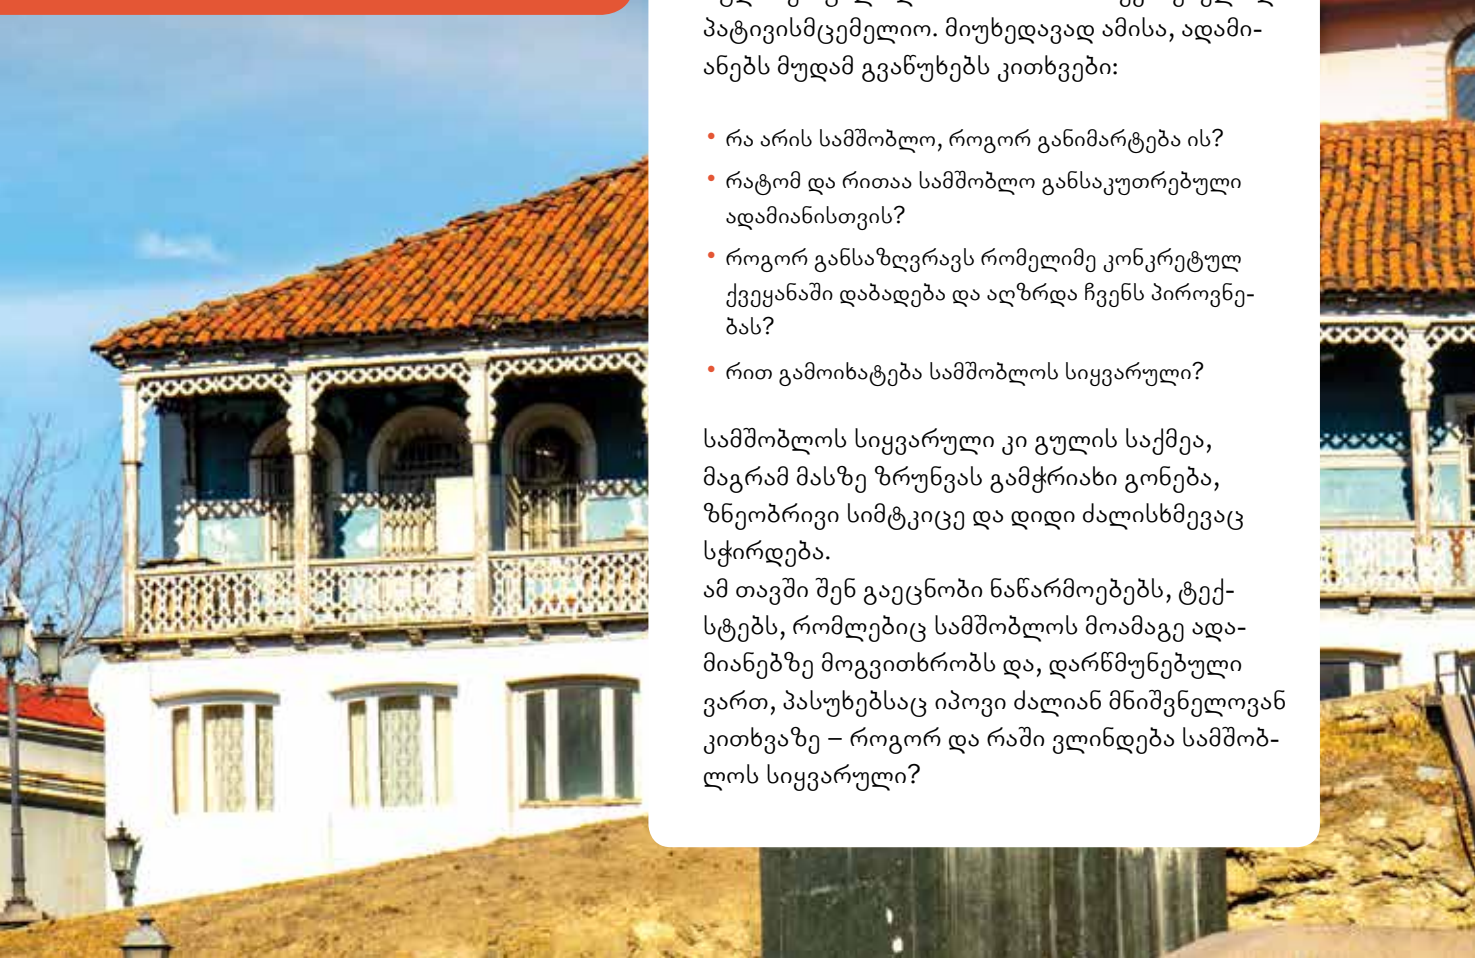 პატივისმცემელიო. მიუხედავად ამისა, ადამი-
ანებს მუდამ გვაწუხებს კითხვები:
• რა არის სამშობლო, როგორ განიმარტება ის?
• რატომ და რითაა სამშობლო განსაკუთრებული
ადამიანისთვის?
• როგორ განსაზღვრავს რომელიმე კონკრეტულ
ქვეყანაში დაბადება და აღზრდა ჩვენს პიროვნე-
ბას?
• რით გამოიხატება სამშობლოს სიყვარული?
სამშობლოს სიყვარული კი გულის საქმეა,
მაგრამ მასზე ზრუნვას გამჭრიახი გონება,
ზნეობრივი სიმტკიცე და დიდი ძალისხმევაც
სჭირდება.
ამ თავში შენ გაეცნობი ნაწარმოებებს, ტექ-
სტებს, რომლებიც სამშობლოს მოამაგე ადა-
მიანებზე მოგვითხრობს და, დარწმუნებული
ვართ, პასუხებსაც იპოვი ძალიან მნიშვნელოვან
კითხვაზე – როგორ და რაში ვლინდება სამშობ-
ლოს სიყვარული?